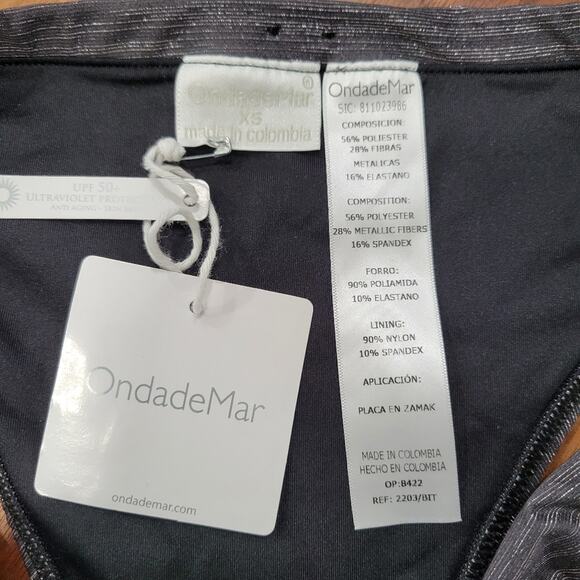 OndadeMar
XS
made in colombia
UPF 50+
ULTRAVIOLET
OndadeMar
ondademar.com
OndadeMar
SIC: 811023986
COMPOSICION:
56% POLIESTER
28% FIBRAS
METALICAS
16% ELASTANO
COMPOSITION:
56% POLYESTER
28% METALLIC FIBERS
16% SPANDEX
FORRO:
90% POLIAMIDA
10% ELASTANO
LINING:
90% NYLON
10% SPANDEX
APLICACIÓN:
PLACA EN ZAMAK
MADE IN COLOMBIA
HECHO EN COLOMBIA
OP:8422
REF: 2203/BIT